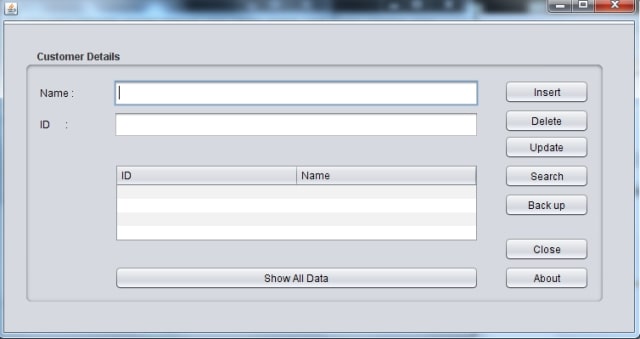 Customer Details
Name :
Insert
ID :
Delete
Update
ID Name
Search
Back up
Close
Show All Data
About